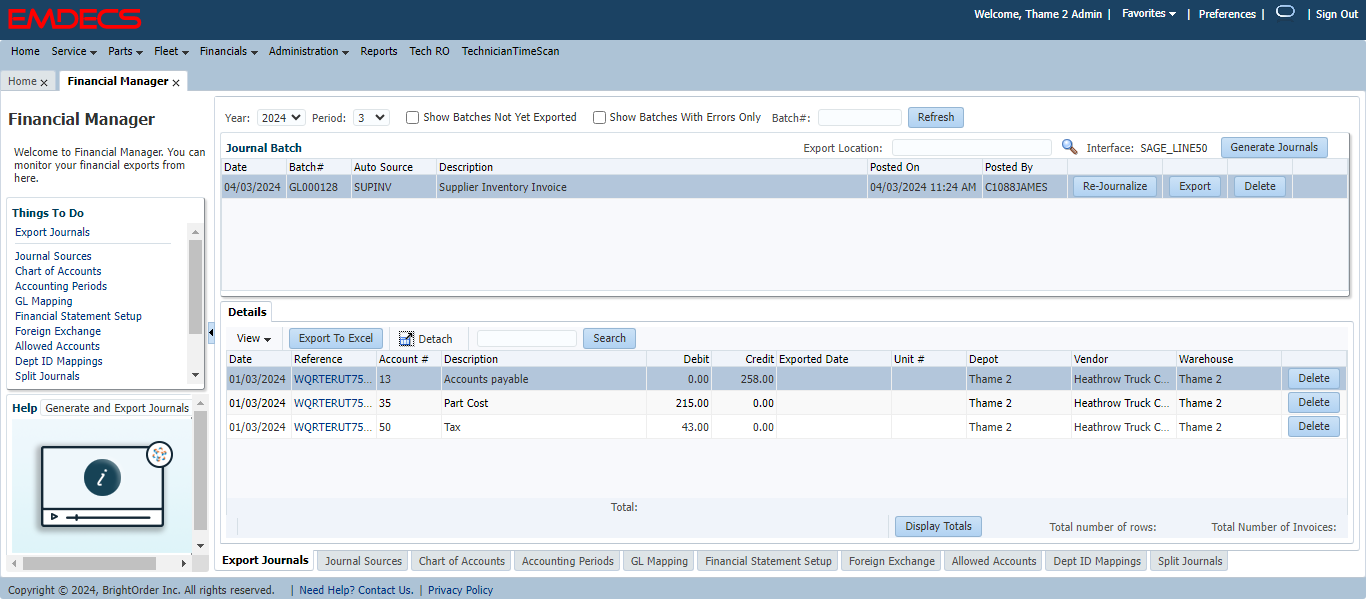 EMDECS
Welcome, Thame 2 Admin | Favorites | Preferences | | Sign Out
Home Service Parts Fleet Financials Administration Reports Tech RO TechnicianTimeScan
Home x Financial Manager x
Financial Manager
Welcome to Financial Manager. You can
monitor your financial exports from
here.
Things To Do
Export Journals
Journal Sources
Chart of Accounts
Accounting Periods
GL Mapping
Financial Statement Setup
Foreign Exchange
Allowed Accounts
Dept ID Mappings
Split Journals
Help Generate and Export Journals
i
Year: 2024 Period: 3 Show Batches Not Yet Exported Show Batches With Errors Only Batch#: Refresh
Journal Batch Export Location: Interface: SAGE_LINE50 Generate Journals
Date Batch# Auto Source Description Posted On Posted By
04/03/2024 GL000128 SUPINV Supplier Inventory Invoice 04/03/2024 11:24 AM C1088JAMES Re-Journalize Export Delete
Details
View Export To Excel Detach Search
Date Reference Account # Description Debit Credit Exported Date Unit # Depot Vendor Warehouse
01/03/2024 WQRTERUT75... 13 Accounts payable 0.00 258.00 Thame 2 Heathrow Truck C... Thame 2 Delete
01/03/2024 WQRTERUT75... 35 Part Cost 215.00 0.00 Thame 2 Heathrow Truck C... Thame 2 Delete
01/03/2024 WQRTERUT75... 50 Tax 43.00 0.00 Thame 2 Heathrow Truck C... Thame 2 Delete
Total:
Display Totals Total number of rows: Total Number of Invoices:
Export Journals Journal Sources Chart of Accounts Accounting Periods GL Mapping Financial Statement Setup Foreign Exchange Allowed Accounts Dept ID Mappings Split Journals
Copyright © 2024, BrightOrder Inc. All rights reserved. | Need Help? Contact Us. | Privacy Policy